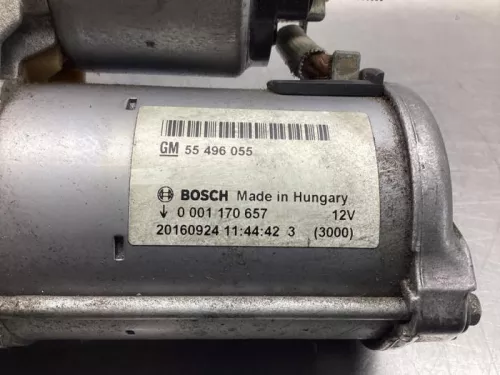 GM 55 496 055
BOSCH Made in Hungary
0 001 170 657 12V
20160924 11:44:42 3 (3000)